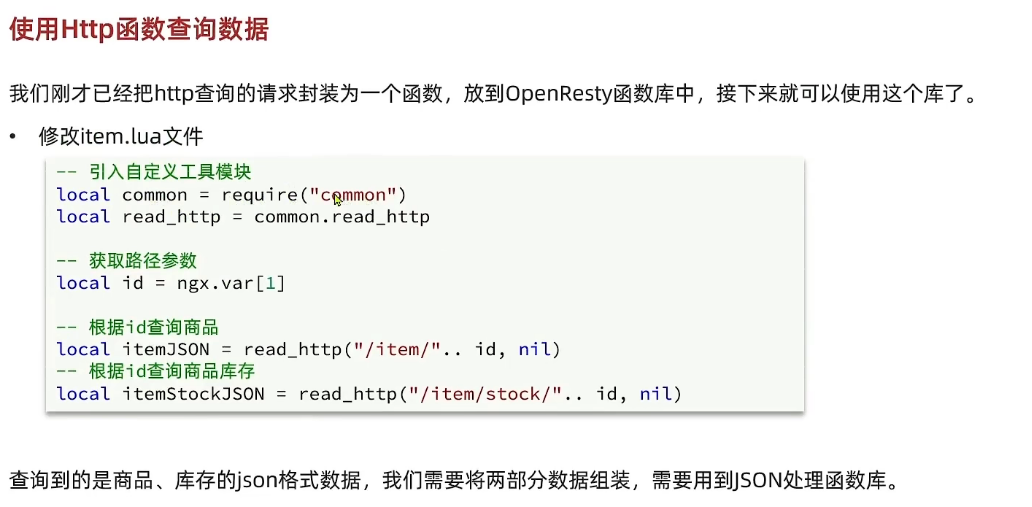 使用Http函数查询数据
我们刚才已经把http查询的请求封装为一个函数，放到OpenResty函数库中，接下来就可以使用这个库了。
• 修改item.lua文件
-- 引入自定义工具模块
local common = require("common")
local read_http = common.read_http
-- 获取路径参数
local id = ngx.var[1]
-- 根据id查询商品
local itemJSON = read_http("/item/".. id, nil)
-- 根据id查询商品库存
local itemStockJSON = read_http("/item/stock/".. id, nil)
查询到的是商品、库存的json格式数据，我们需要将两部分数据组装，需要用到JSON处理函数库。